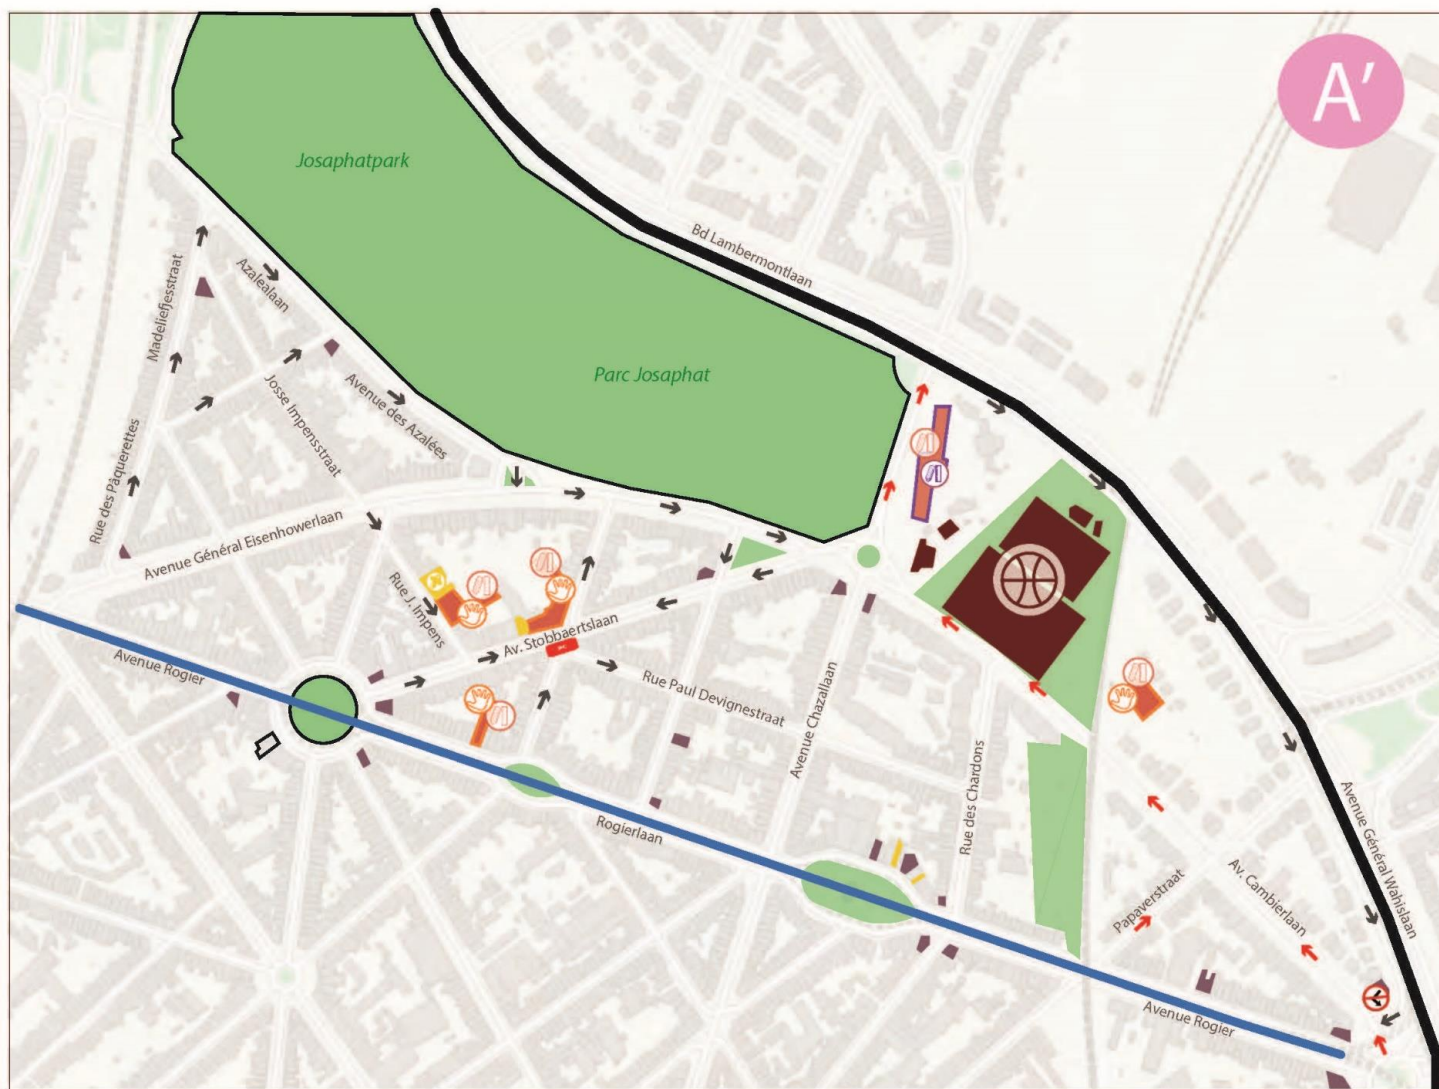 A'
Josaphatpark
Bd Lambermontlaan
Madeliefjesstraat
Azalealaan
Parc Josaphat
Josse Impensstraat
Avenue des Azalées
Rue des Pâquerettes
Avenue Général Eisenhowerlaan
Rue J. Impens
Av. Stobbaertslaan
Avenue Rogier
Rue Paul Devignestraat
Avenue Chazallaan
Rue des Chardons
Rogierlaan
Avenue Général Wahislaan
Papaverstraat
Av. Cambierlaan
Avenue Rogier